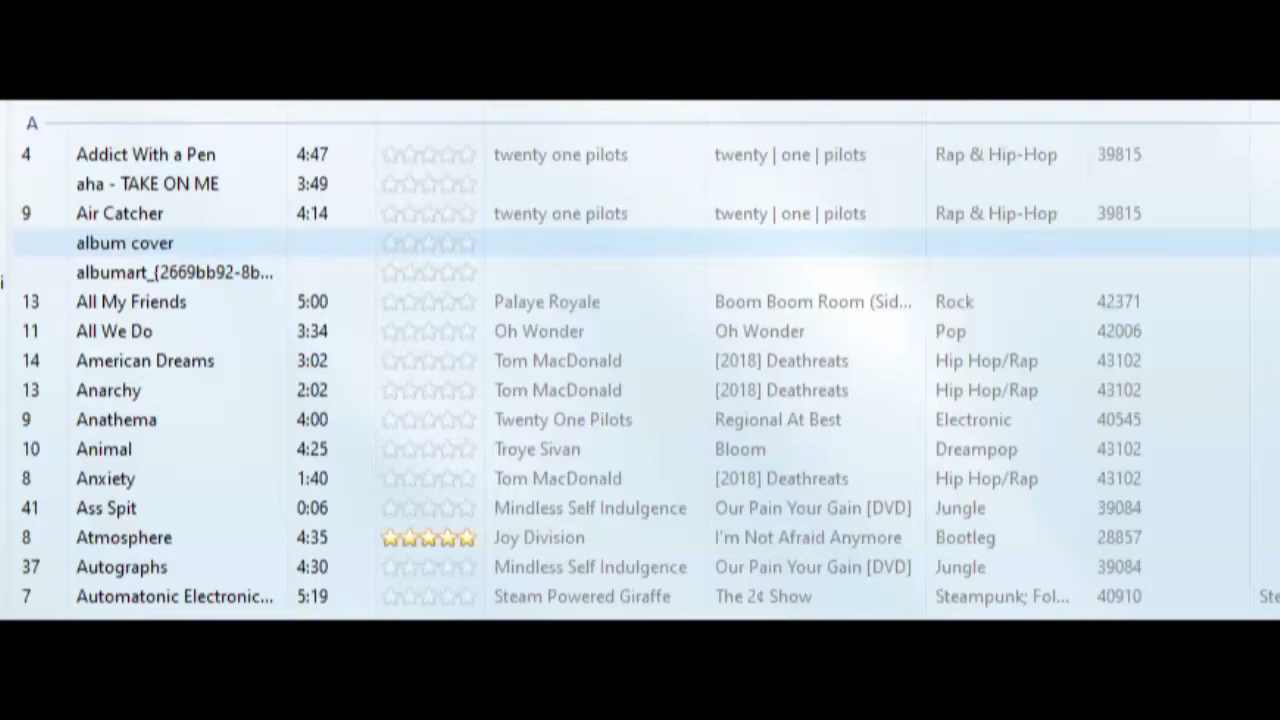 A
4 Addict With a Pen 4:47 twenty one pilots twenty | one | pilots Rap & Hip-Hop 39815
aha - TAKE ON ME 3:49
9 Air Catcher 4:14 twenty one pilots twenty | one | pilots Rap & Hip-Hop 39815
album cover
i albumart_{2669bb92-8b...
13 All My Friends 5:00 Palaye Royale Boom Boom Room (Sid... Rock 42371
11 All We Do 3:34 Oh Wonder Oh Wonder Pop 42006
14 American Dreams 3:02 Tom MacDonald [2018] Deathreats Hip Hop/Rap 43102
13 Anarchy 2:02 Tom MacDonald [2018] Deathreats Hip Hop/Rap 43102
9 Anathema 4:00 Twenty One Pilots Regional At Best Electronic 40545
10 Animal 4:25 Troye Sivan Bloom Dreampop 43102
8 Anxiety 1:40 Tom MacDonald [2018] Deathreats Hip Hop/Rap 43102
41 Ass Spit 0:06 Mindless Self Indulgence Our Pain Your Gain [DVD] Jungle 39084
8 Atmosphere 4:35 Joy Division I'm Not Afraid Anymore Bootleg 28857
37 Autographs 4:30 Mindless Self Indulgence Our Pain Your Gain [DVD] Jungle 39084
7 Automatonic Electronic... 5:19 Steam Powered Giraffe The 2¢ Show Steampunk; Fol... 40910 Ste